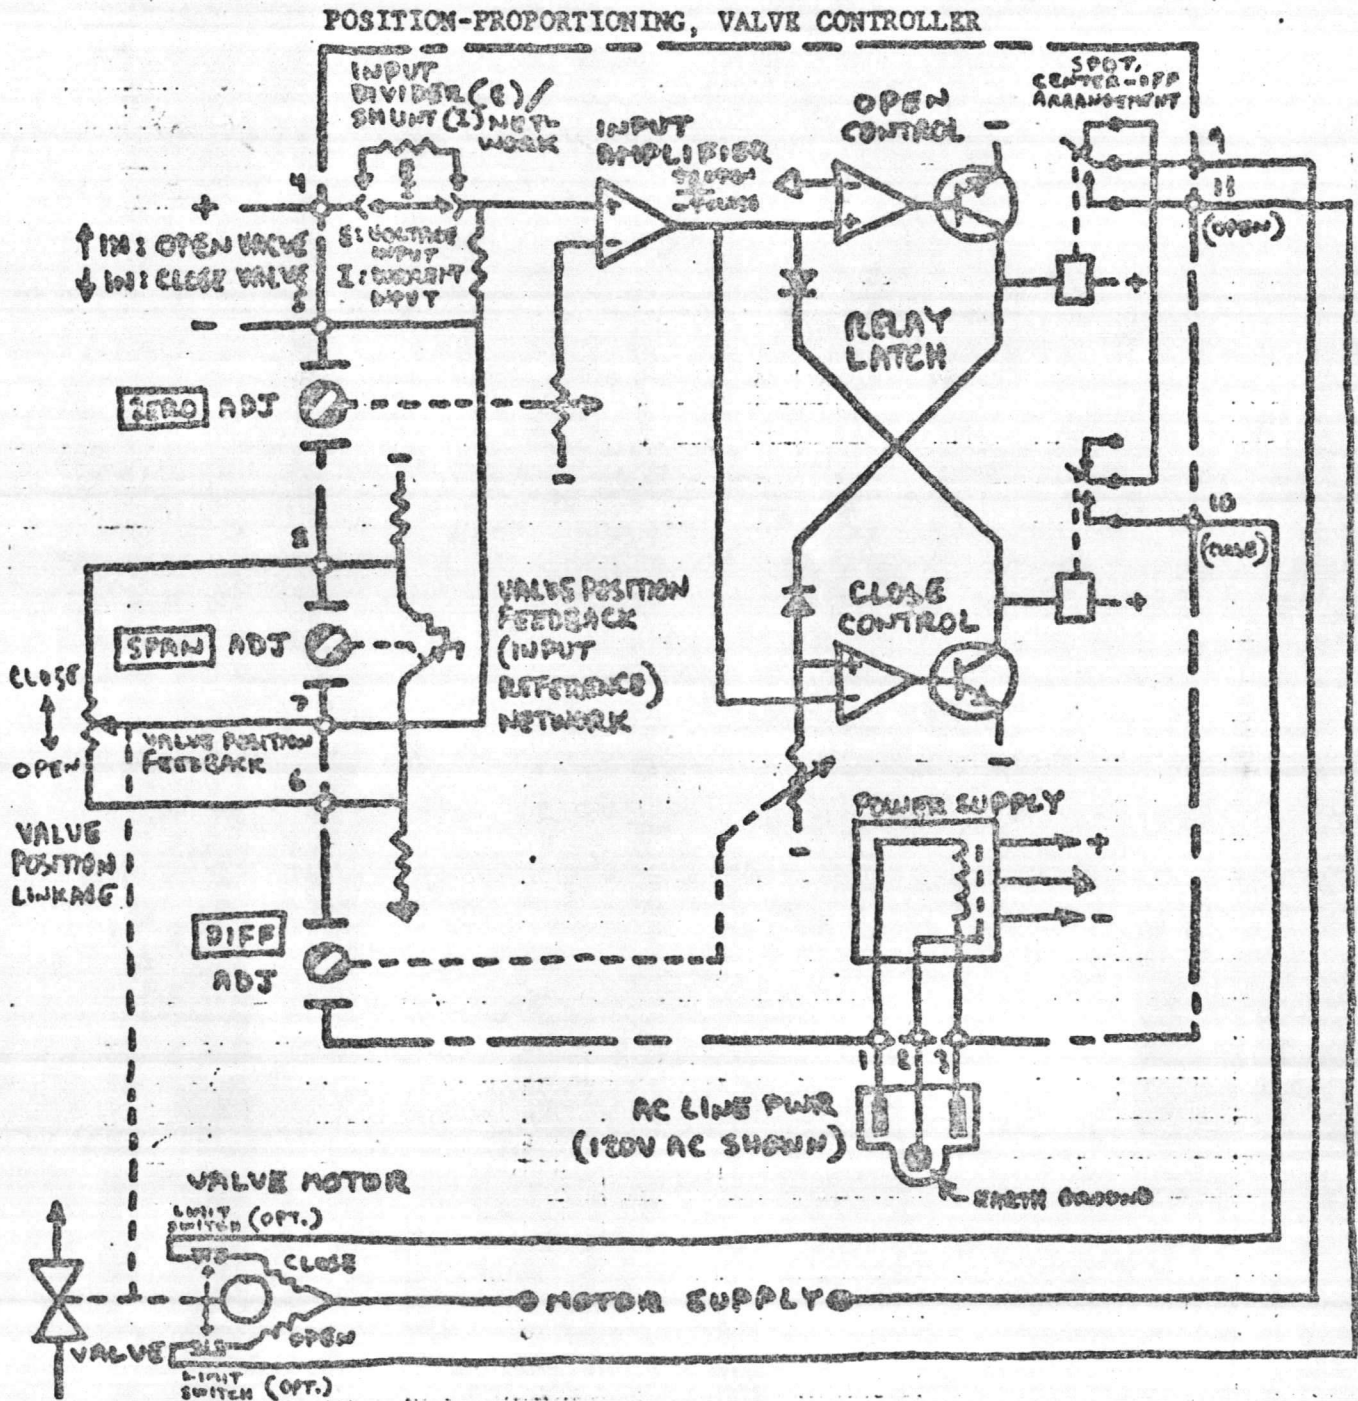 POSITION-PROPORTIONING, VALVE CONTROLLER
INPUT
DIVIDER(E)/
SHUNT(I) NET-
WORK
4
+
↑ IN: OPEN VALVE
↓ IN: CLOSE VALVE
5
-
E: VOLTAGE
INPUT
I: CURRENT
INPUT
INPUT
AMPLIFIER
OPEN
CONTROL
SPDT,
CENTER-OFF
ARRANGEMENT
9
11
(OPEN)
+
RELAY
LATCH
ZERO ADJ
10
8
VALVE POSITION
FEEDBACK
(INPUT
REFERENCE)
NETWORK
CLOSE
CONTROL
+
SPAN ADJ
CLOSE
OPEN
7
VALVE POSITION
FEEDBACK
6
VALVE
POSITION
LINKAGE
POWER SUPPLY
+
-
DIFF
ADJ
1 2 3
AC LINE PWR
(120V AC SHOWN)
EARTH GROUND
VALVE MOTOR
LIMIT
SWITCH (OPT.)
CLOSE
MOTOR SUPPLY
OPEN
VALVE
LIMIT
SWITCH (OPT.)